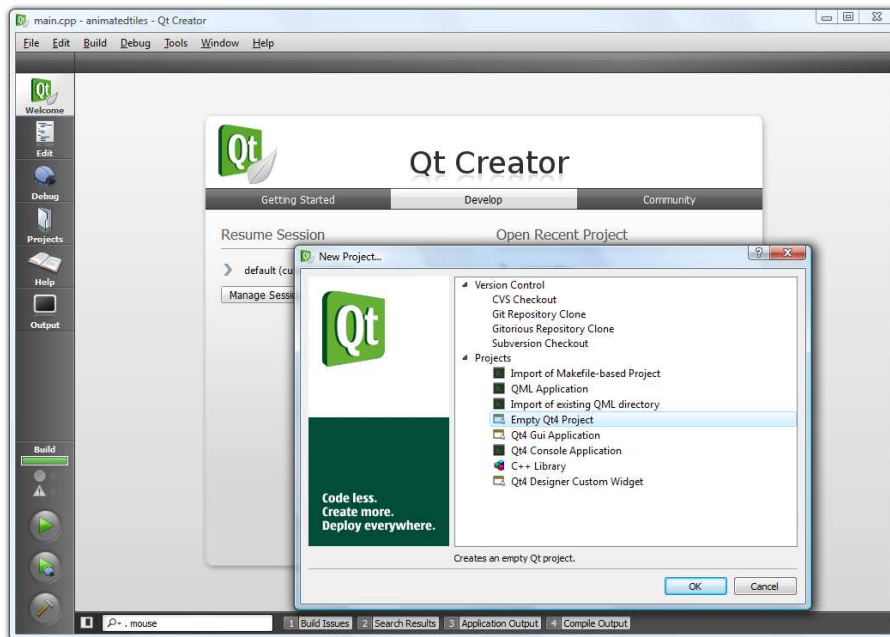 main.cpp - animatedtiles - Qt Creator
File Edit Build Debug Tools Window Help
Qt
Welcome
Edit
Debug
Projects
Help
Output
Build
Qt
Qt Creator
Getting Started Develop Community
Resume Session Open Recent Project
default (cu
Manage Sessi
New Project...
Qt
Code less.
Create more.
Deploy everywhere.
Version Control
CVS Checkout
Git Repository Clone
Gitorious Repository Clone
Subversion Checkout
Projects
Import of Makefile-based Project
QML Application
Import of existing QML directory
Empty Qt4 Project
Qt4 Gui Application
Qt4 Console Application
C++ Library
Qt4 Designer Custom Widget
Creates an empty Qt project.
OK Cancel
. mouse
1 Build Issues 2 Search Results 3 Application Output 4 Compile Output